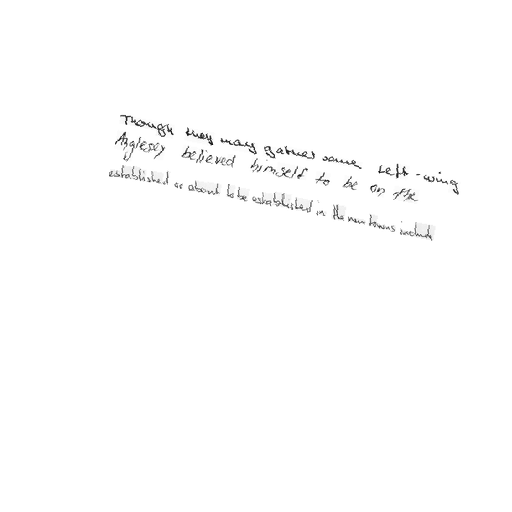 Though they may gather some Left-wing
Anglesey believed himself to be on the
established or about to be established in the new towns include